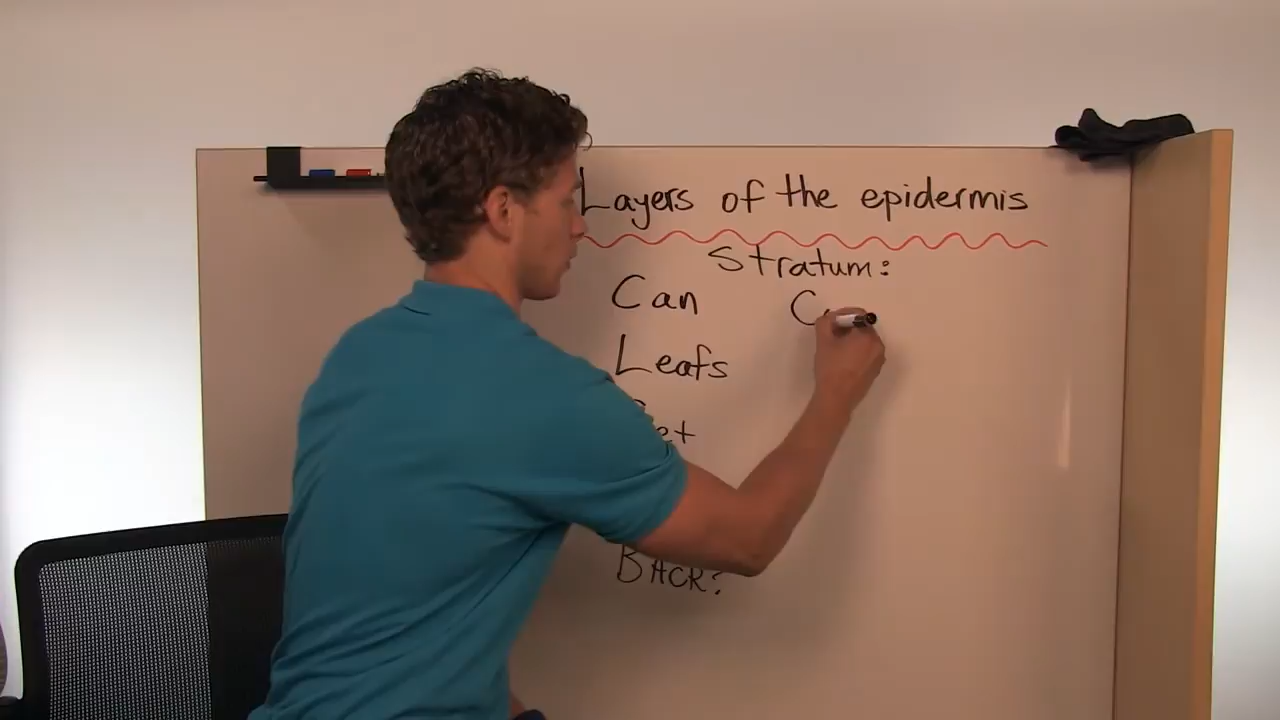 Layers of the epidermis
Stratum:
Can
Leafs
Back?